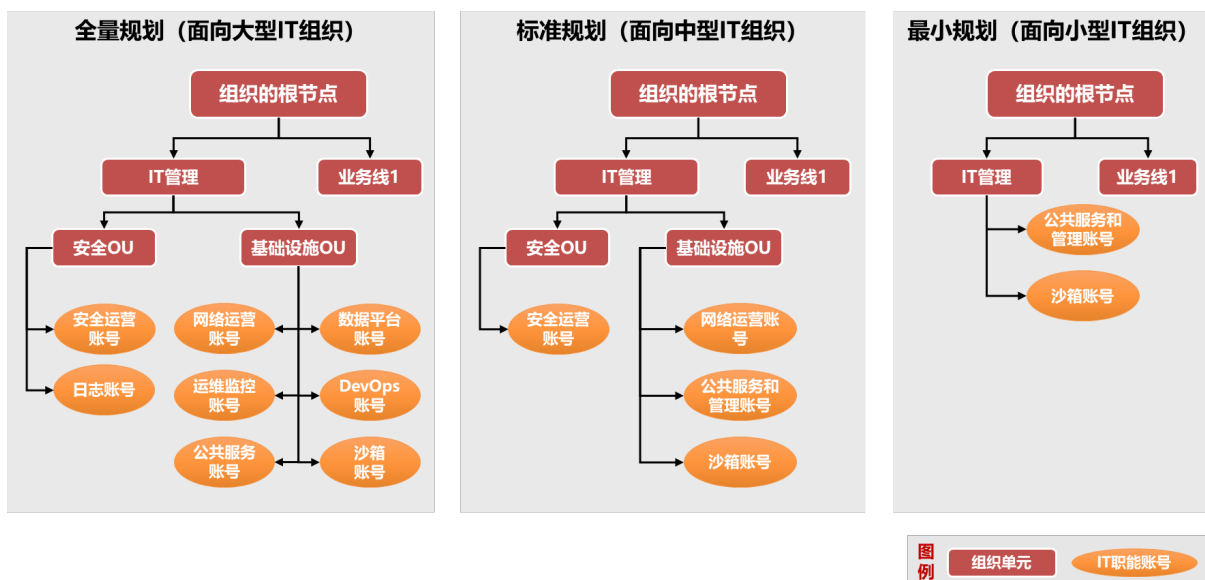 全量规划（面向大型IT组织）
组织的根节点
IT管理
业务线1
安全OU
基础设施OU
安全运营
账号
网络运营
账号
数据平台
账号
日志账号
运维监控
账号
DevOps
账号
公共服务
账号
沙箱
账号
标准规划（面向中型IT组织）
组织的根节点
IT管理
业务线1
安全OU
基础设施OU
安全运营
账号
网络运营账
号
公共服务和
管理账号
沙箱账号
最小规划（面向小型IT组织）
组织的根节点
IT管理
业务线1
公共服务和
管理账号
沙箱账号
图
例
组织单元
IT职能账号